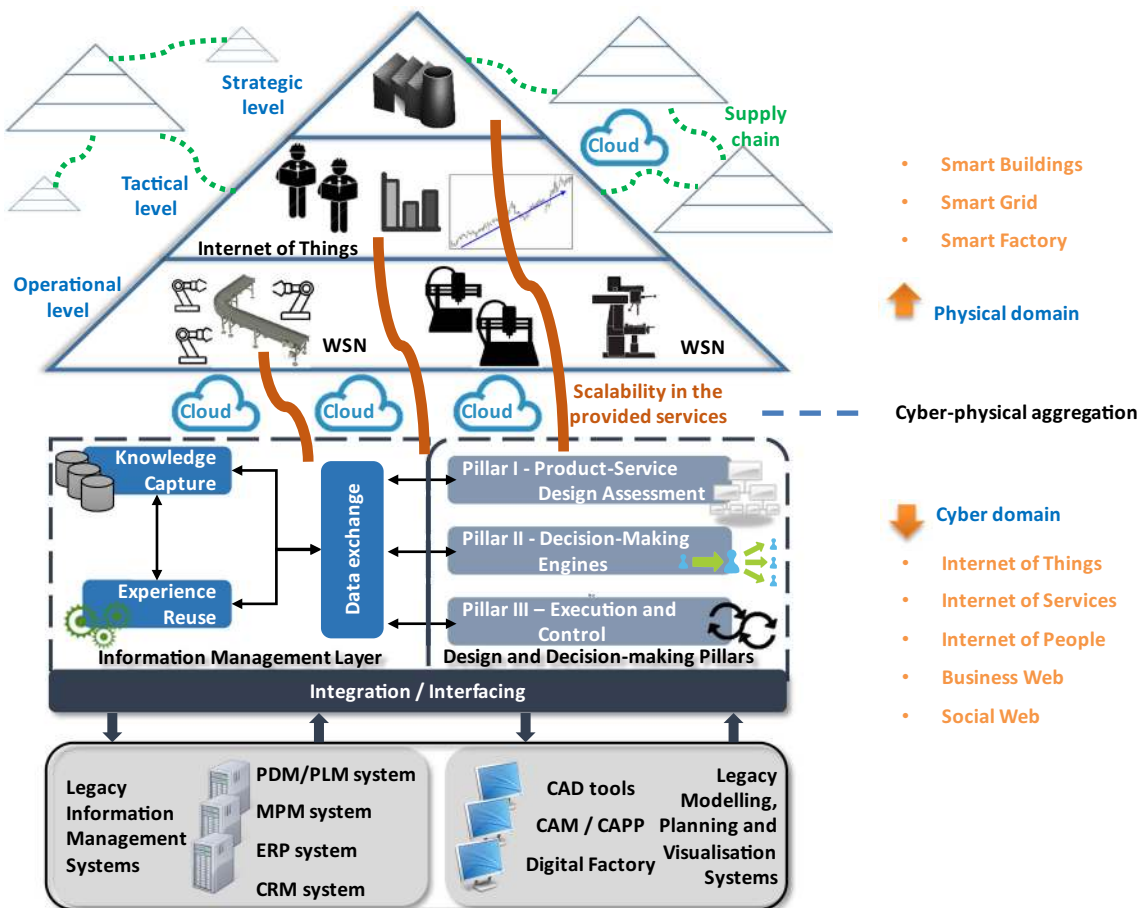 Strategic
level
Cloud
Supply
chain
Tactical
level
Internet of Things
Operational
level
WSN
WSN
Cloud
Cloud
Cloud
Scalability in the
provided services
Knowledge
Capture
Experience
Reuse
Data exchange
Information Management Layer
Pillar I - Product-Service
Design Assessment
Pillar II - Decision-Making
Engines
Pillar III – Execution and
Control
Design and Decision-making Pillars
Integration / Interfacing
Legacy
Information
Management
Systems
PDM/PLM system
MPM system
ERP system
CRM system
CAD tools
CAM / CAPP
Digital Factory
Legacy
Modelling,
Planning and
Visualisation
Systems
• Smart Buildings
• Smart Grid
• Smart Factory
Physical domain
Cyber-physical aggregation
Cyber domain
• Internet of Things
• Internet of Services
• Internet of People
• Business Web
• Social Web